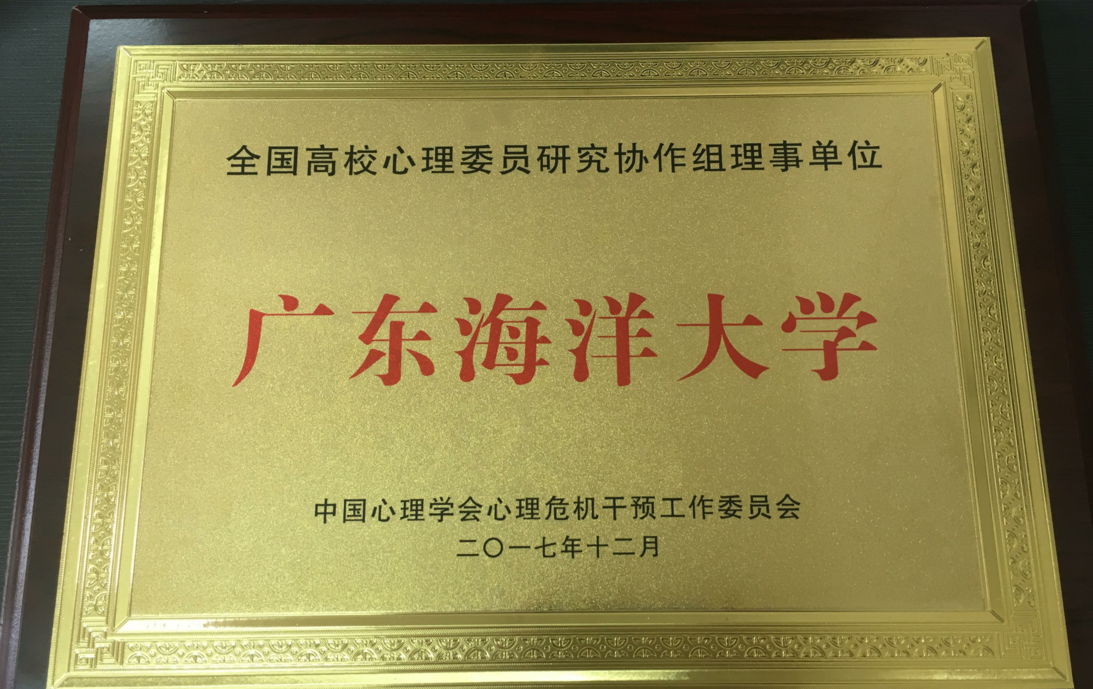 全国高校心理委员研究协作组理事单位
广东海洋大学
中国心理学会心理危机干预工作委员会
二〇一七年十二月